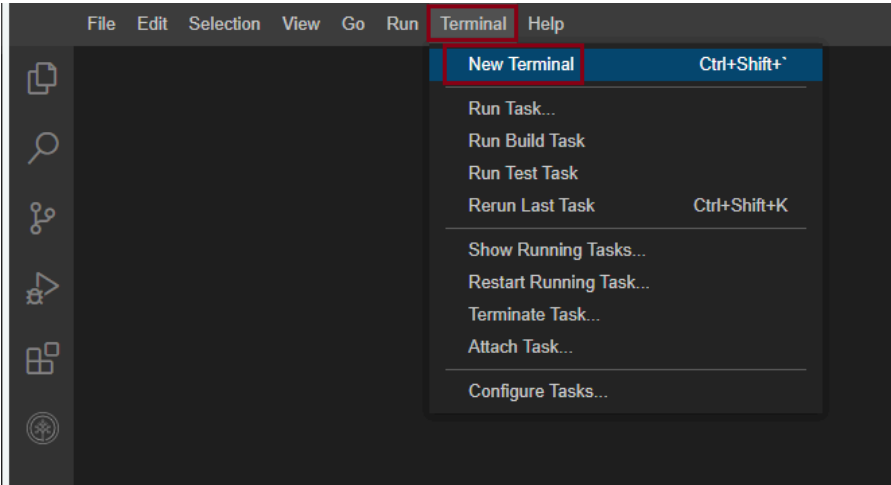 File Edit Selection View Go Run Terminal Help
New Terminal Ctrl+Shift+`
Run Task...
Run Build Task
Run Test Task
Rerun Last Task Ctrl+Shift+K
Show Running Tasks...
Restart Running Task...
Terminate Task...
Attach Task...
Configure Tasks...